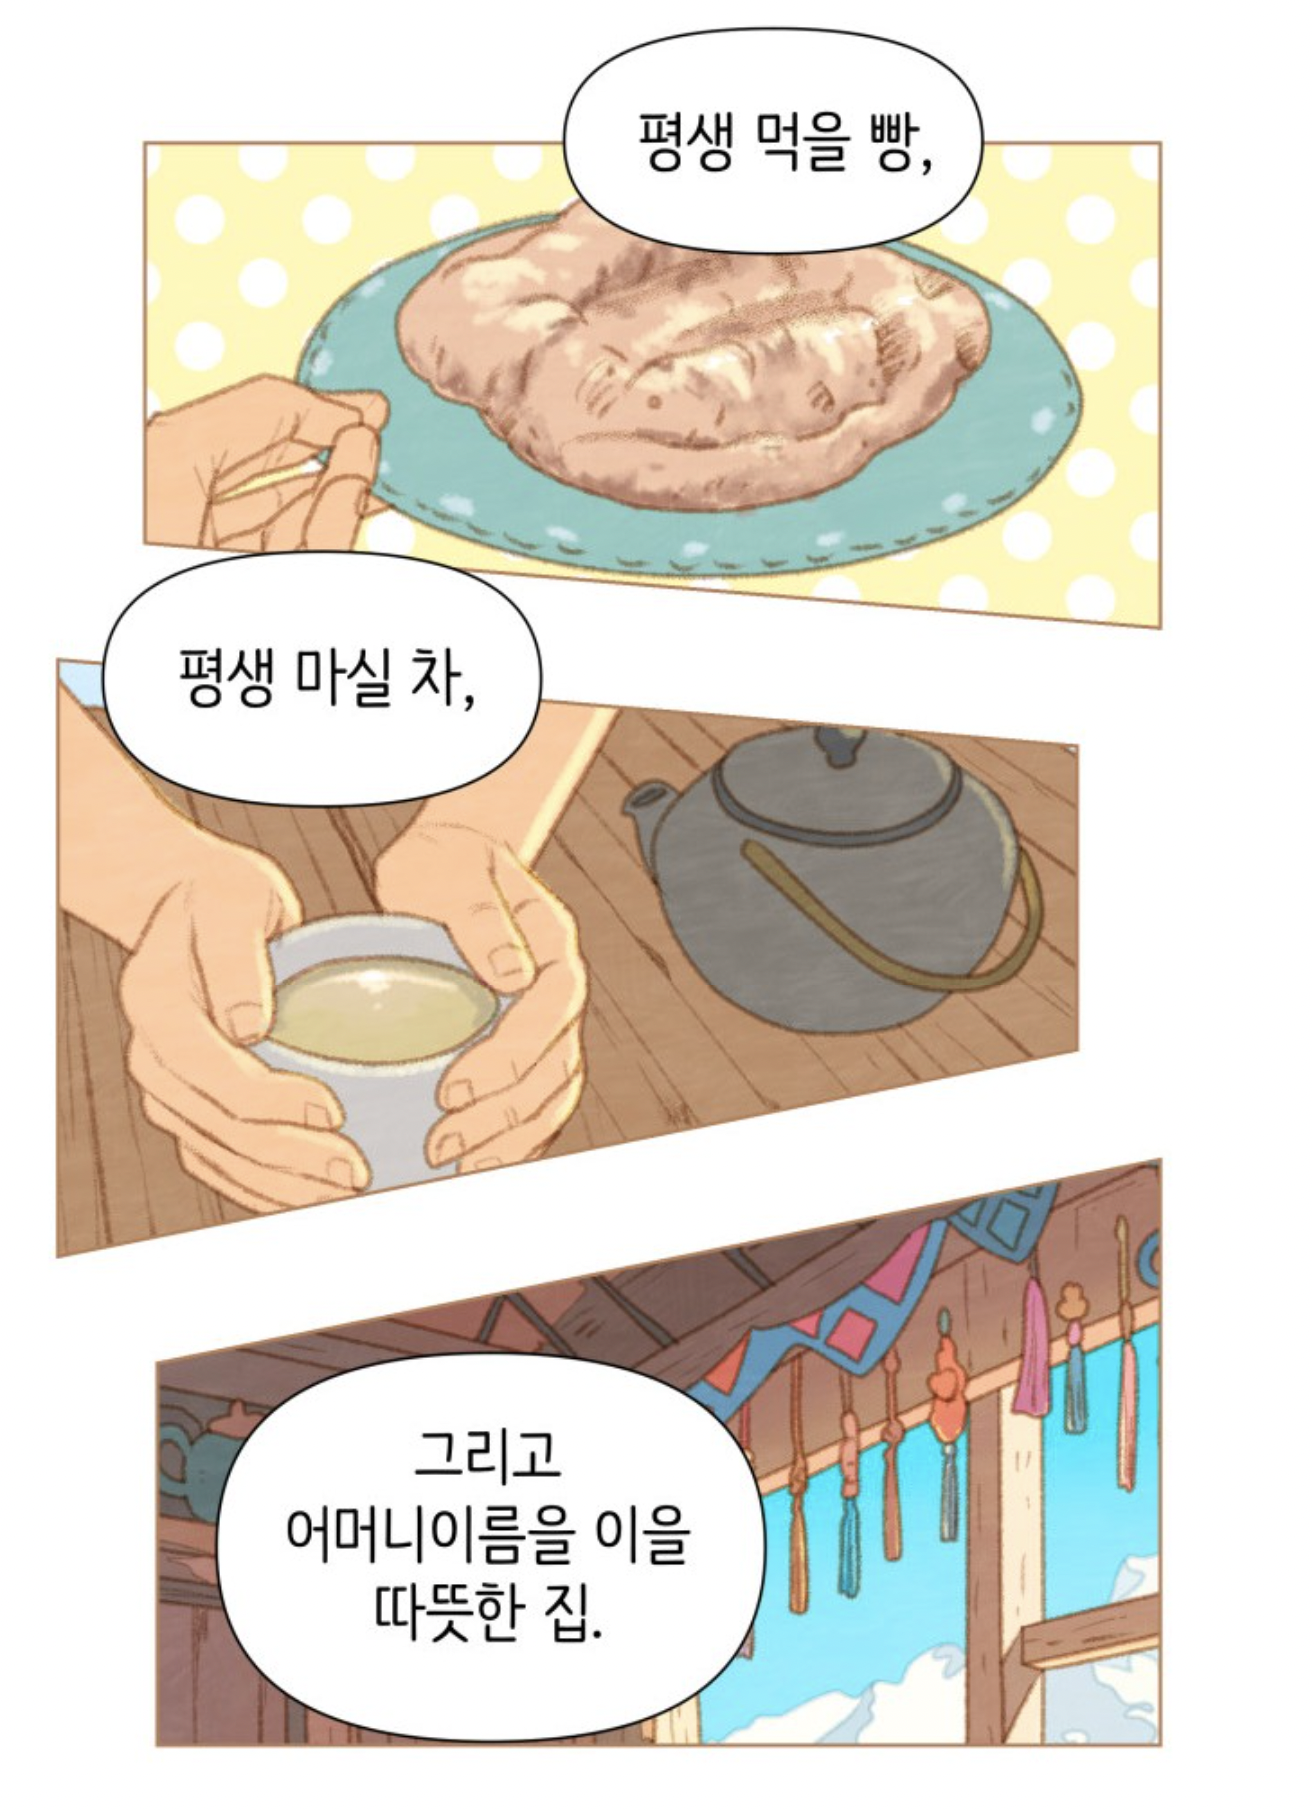 평생 먹을 빵,
평생 마실 차,
그리고
어머니이름을 이을
따뜻한 집.